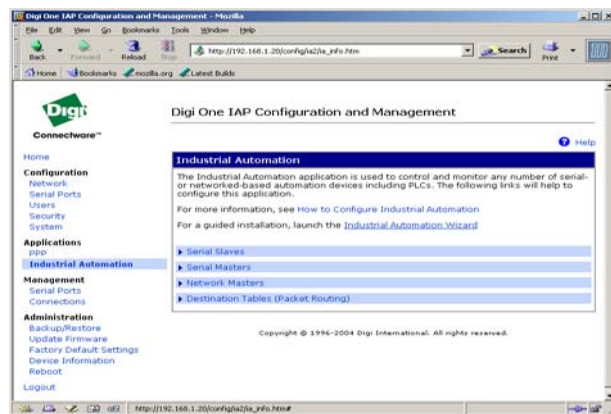 Digi One IAP Configuration and Management - Mozilla
File Edit View Go Bookmarks Tools Window Help
Back Forward Reload Stop http://192.168.1.20/config/ia2/ia_info.htm Search Print
Home Bookmarks mozilla.org Latest Builds
Digi
Connectware™
Digi One IAP Configuration and Management
Help
Home
Configuration
Network
Serial Ports
Users
Security
System
Applications
PPP
Industrial Automation
Management
Serial Ports
Connections
Administration
Backup/Restore
Update Firmware
Factory Default Settings
Device Information
Reboot
Logout
Industrial Automation
The Industrial Automation application is used to control and monitor any number of serial-
or networked-based automation devices including PLCs. The following links will help to
configure this application.
For more information, see How to Configure Industrial Automation
For a guided installation, launch the Industrial Automation Wizard
Serial Slaves
Serial Masters
Network Masters
Destination Tables (Packet Routing)
Copyright © 1996-2004 Digi International. All rights reserved.
http://192.168.1.20/config/ia2/ia_info.htm#